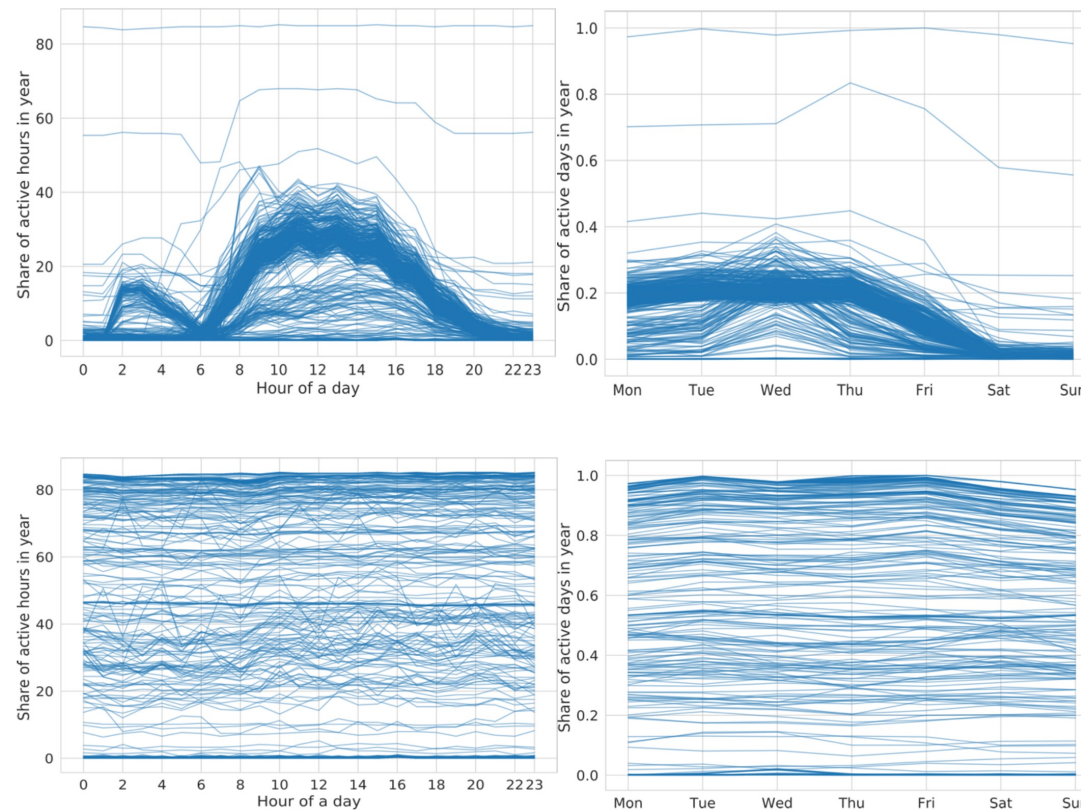 Share of active hours in year
80
60
40
20
0
0 2 4 6 8 10 12 14 16 18 20 22 23
Hour of a day
Share of active days in year
1.0
0.8
0.6
0.4
0.2
0.0
Mon Tue Wed Thu Fri Sat Sun
Share of active hours in year
80
60
40
20
0
0 2 4 6 8 10 12 14 16 18 20 22 23
Hour of a day
Share of active days in year
1.0
0.8
0.6
0.4
0.2
0.0
Mon Tue Wed Thu Fri Sat Sun